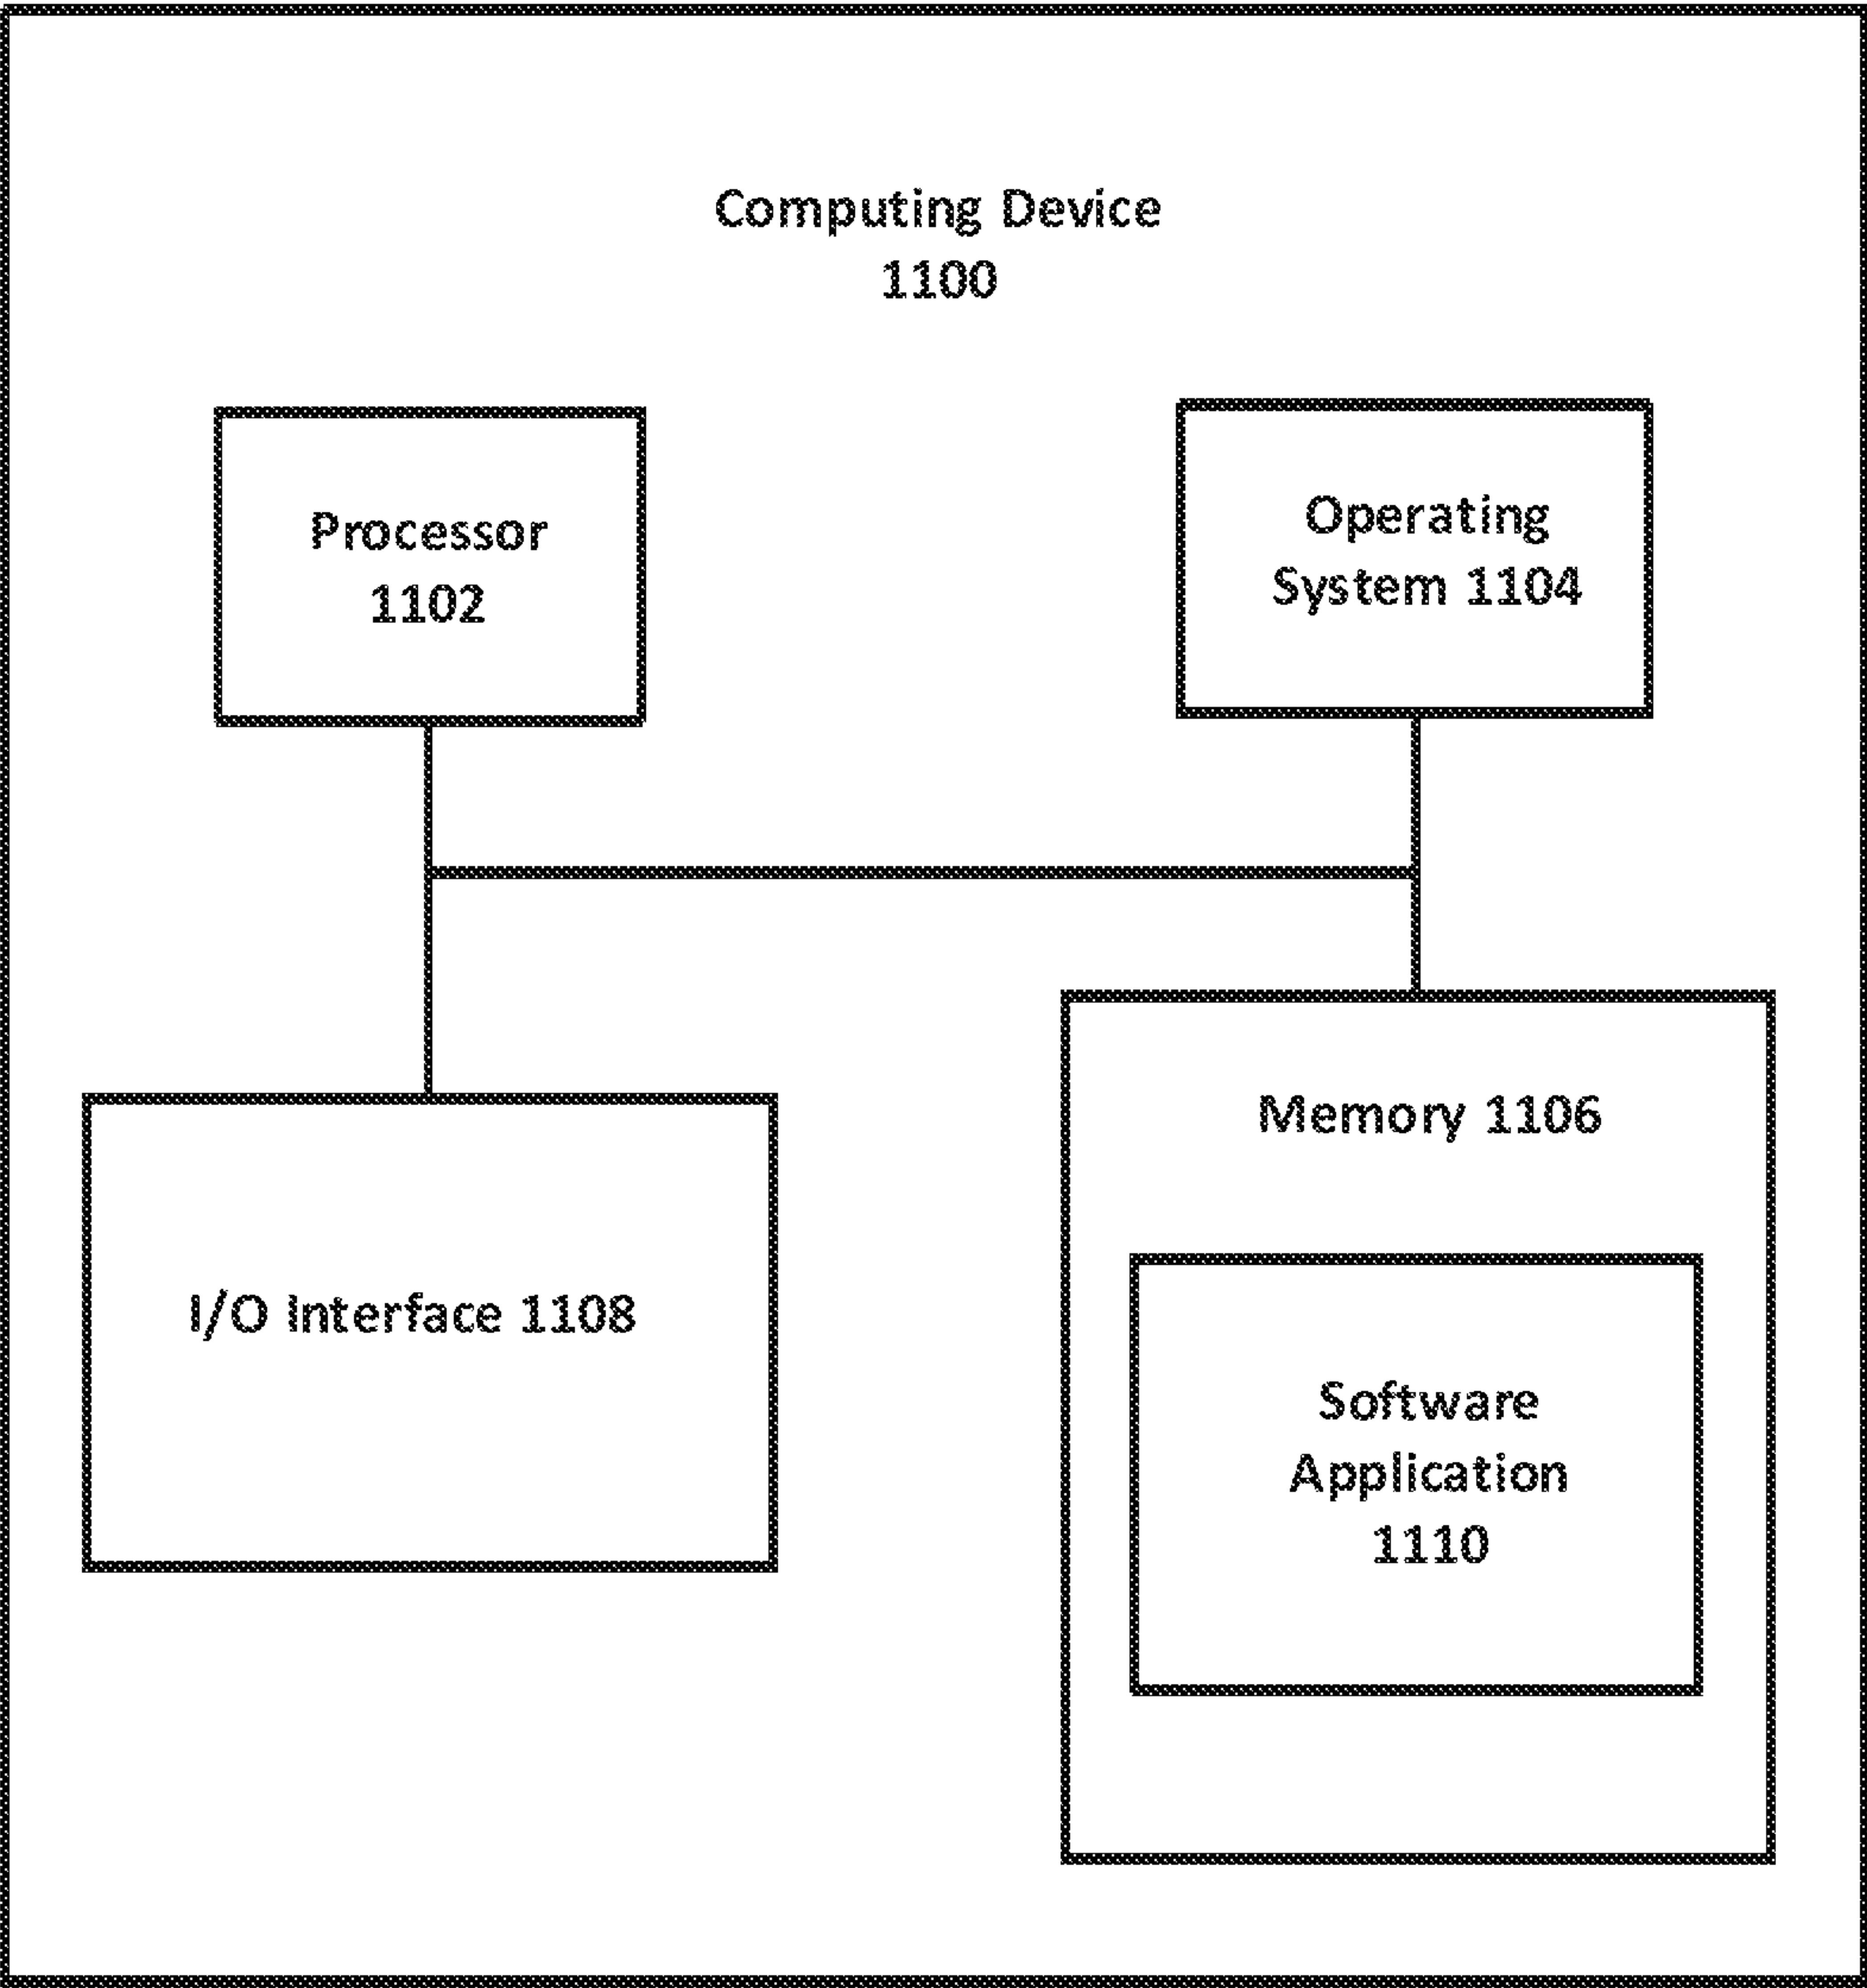 Computing Device
1100
Processor
1102
Operating
System 1104
Memory 1106
I/O Interface 1108
Software
Application
1110